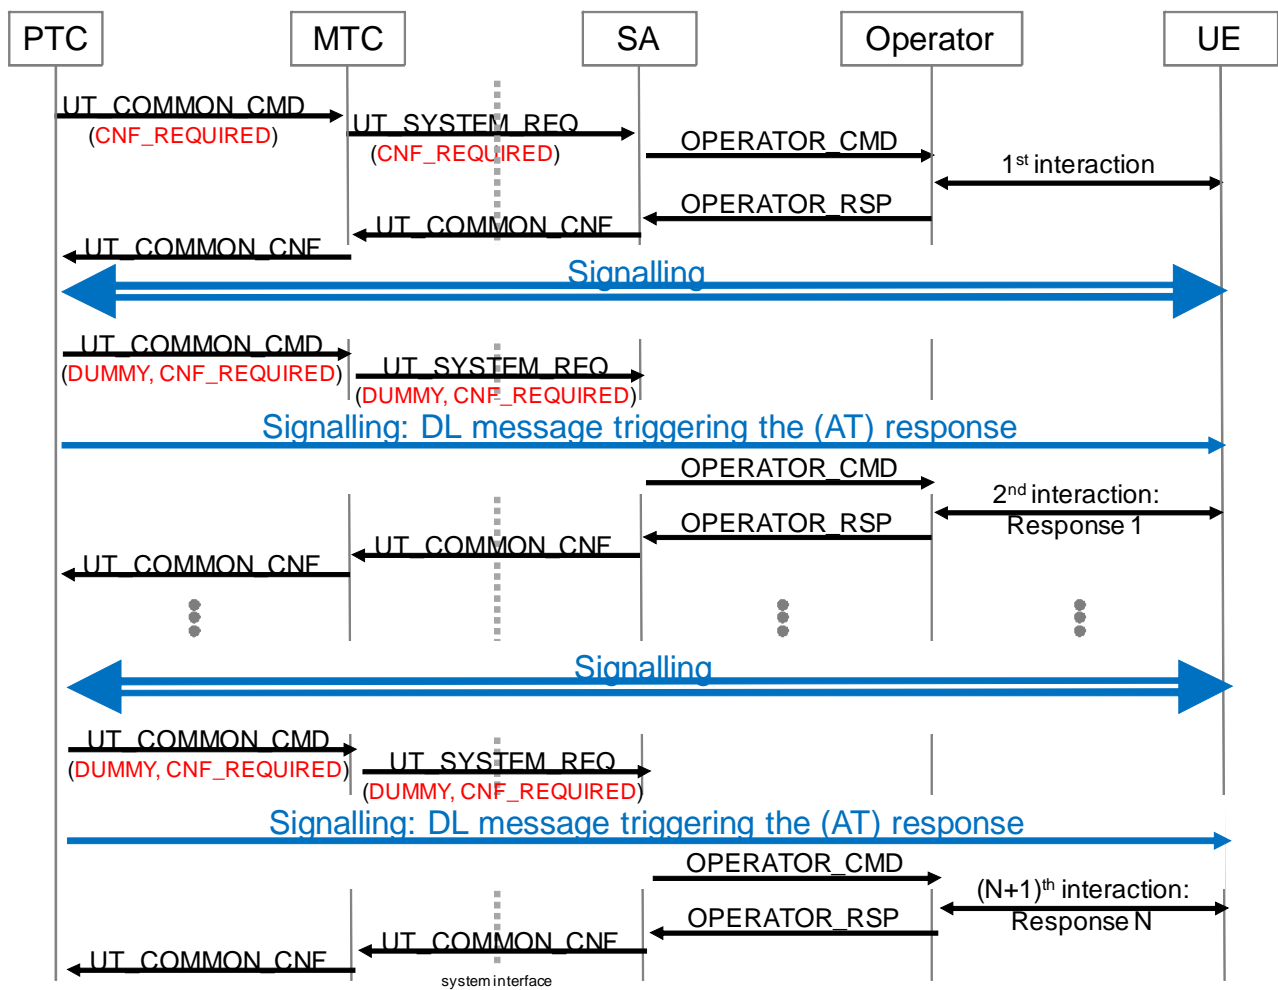 PTC
MTC
SA
Operator
UE
UT_COMMON_CMD
(CNF_REQUIRED)
UT_SYSTEM_REQ
(CNF_REQUIRED)
OPERATOR_CMD
1st interaction
OPERATOR_RSP
UT_COMMON_CNF
UT_COMMON_CNF
Signalling
UT_COMMON_CMD
(DUMMY, CNF_REQUIRED)
UT_SYSTEM_REQ
(DUMMY, CNF_REQUIRED)
Signalling: DL message triggering the (AT) response
OPERATOR_CMD
2nd interaction:
Response 1
OPERATOR_RSP
UT_COMMON_CNF
UT_COMMON_CNF
Signalling
UT_COMMON_CMD
(DUMMY, CNF_REQUIRED)
UT_SYSTEM_REQ
(DUMMY, CNF_REQUIRED)
Signalling: DL message triggering the (AT) response
OPERATOR_CMD
(N+1)th interaction:
Response N
OPERATOR_RSP
UT_COMMON_CNF
UT_COMMON_CNF
system interface